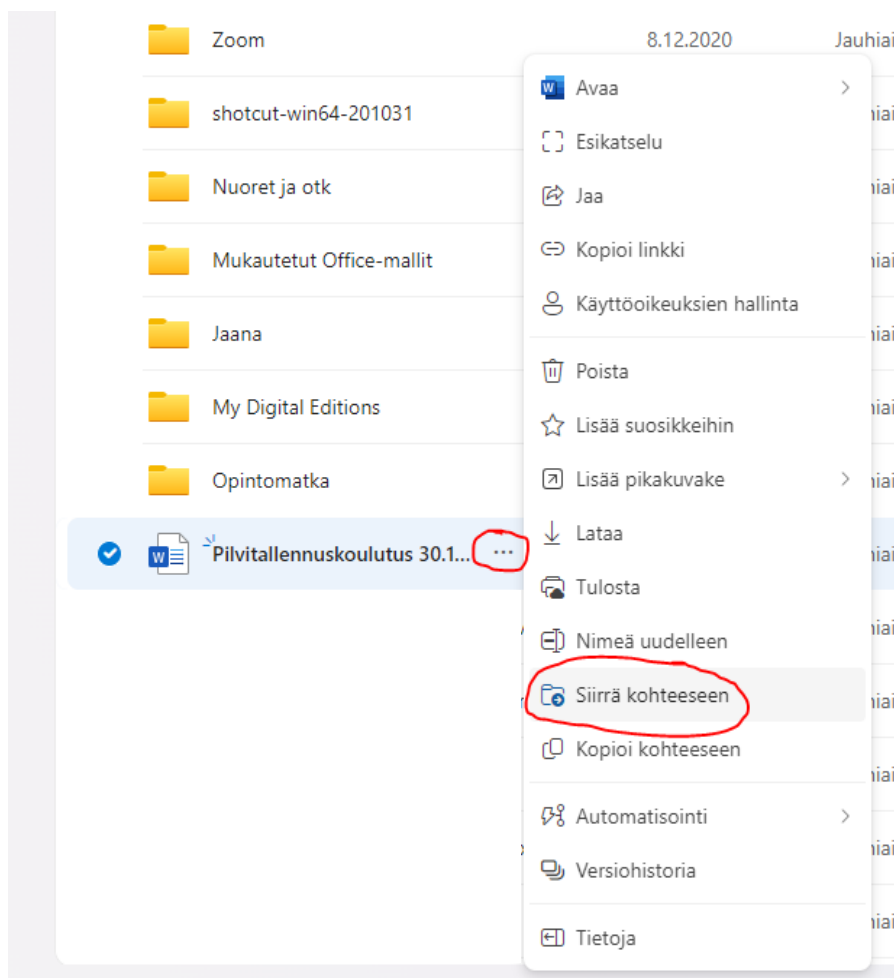 Zoom 8.12.2020 Jauhiai
Avaa
shotcut-win64-201031
Esikatselu
Nuoret ja otk
Jaa
Kopioi linkki
Mukautetut Office-mallit
Käyttöoikeuksien hallinta
Jaana
Poista
My Digital Editions
Lisää suosikkeihin
Opintomatka
Lisää pikakuvake
Lataa
Pilvitallennuskoulutus 30.1... ...
Tulosta
Nimeä uudelleen
Siirrä kohteeseen
Kopioi kohteeseen
Automatisointi
Versiohistoria
Tietoja